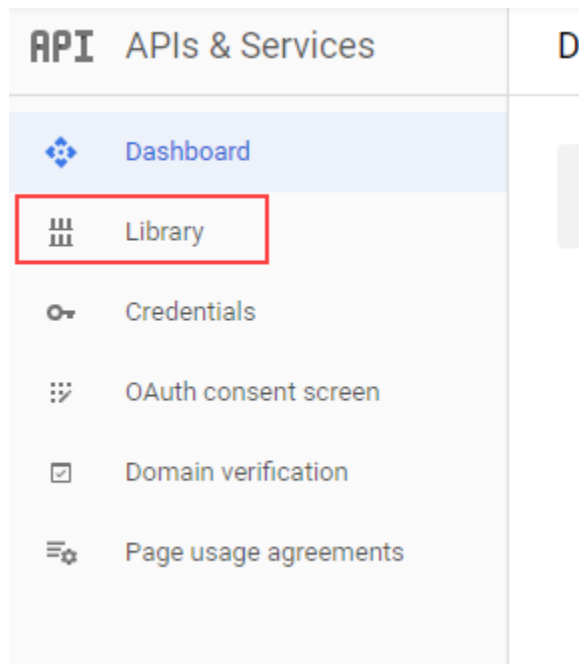 API APIs & Services
D
Dashboard
Library
Credentials
OAuth consent screen
Domain verification
Page usage agreements